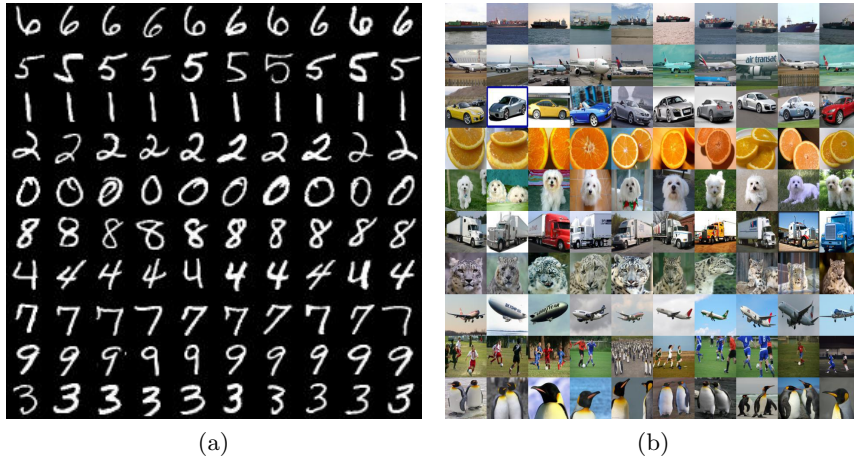 6 6 6 6 6 6 6 6 6 6
5 5 5 5 5 5 5 5 5 5
1 1 1 1 1 1 1 1 1 1
2 2 2 2 2 2 2 2 2 2
0 0 0 0 0 0 0 0 0 0
8 8 8 8 8 8 8 8 8 8
4 4 4 4 4 4 4 4 4 4
7 7 7 7 7 7 7 7 7 7
9 9 9 9 9 9 9 9 9 9
3 3 3 3 3 3 3 3 3 3
air transat
(a)
(b)